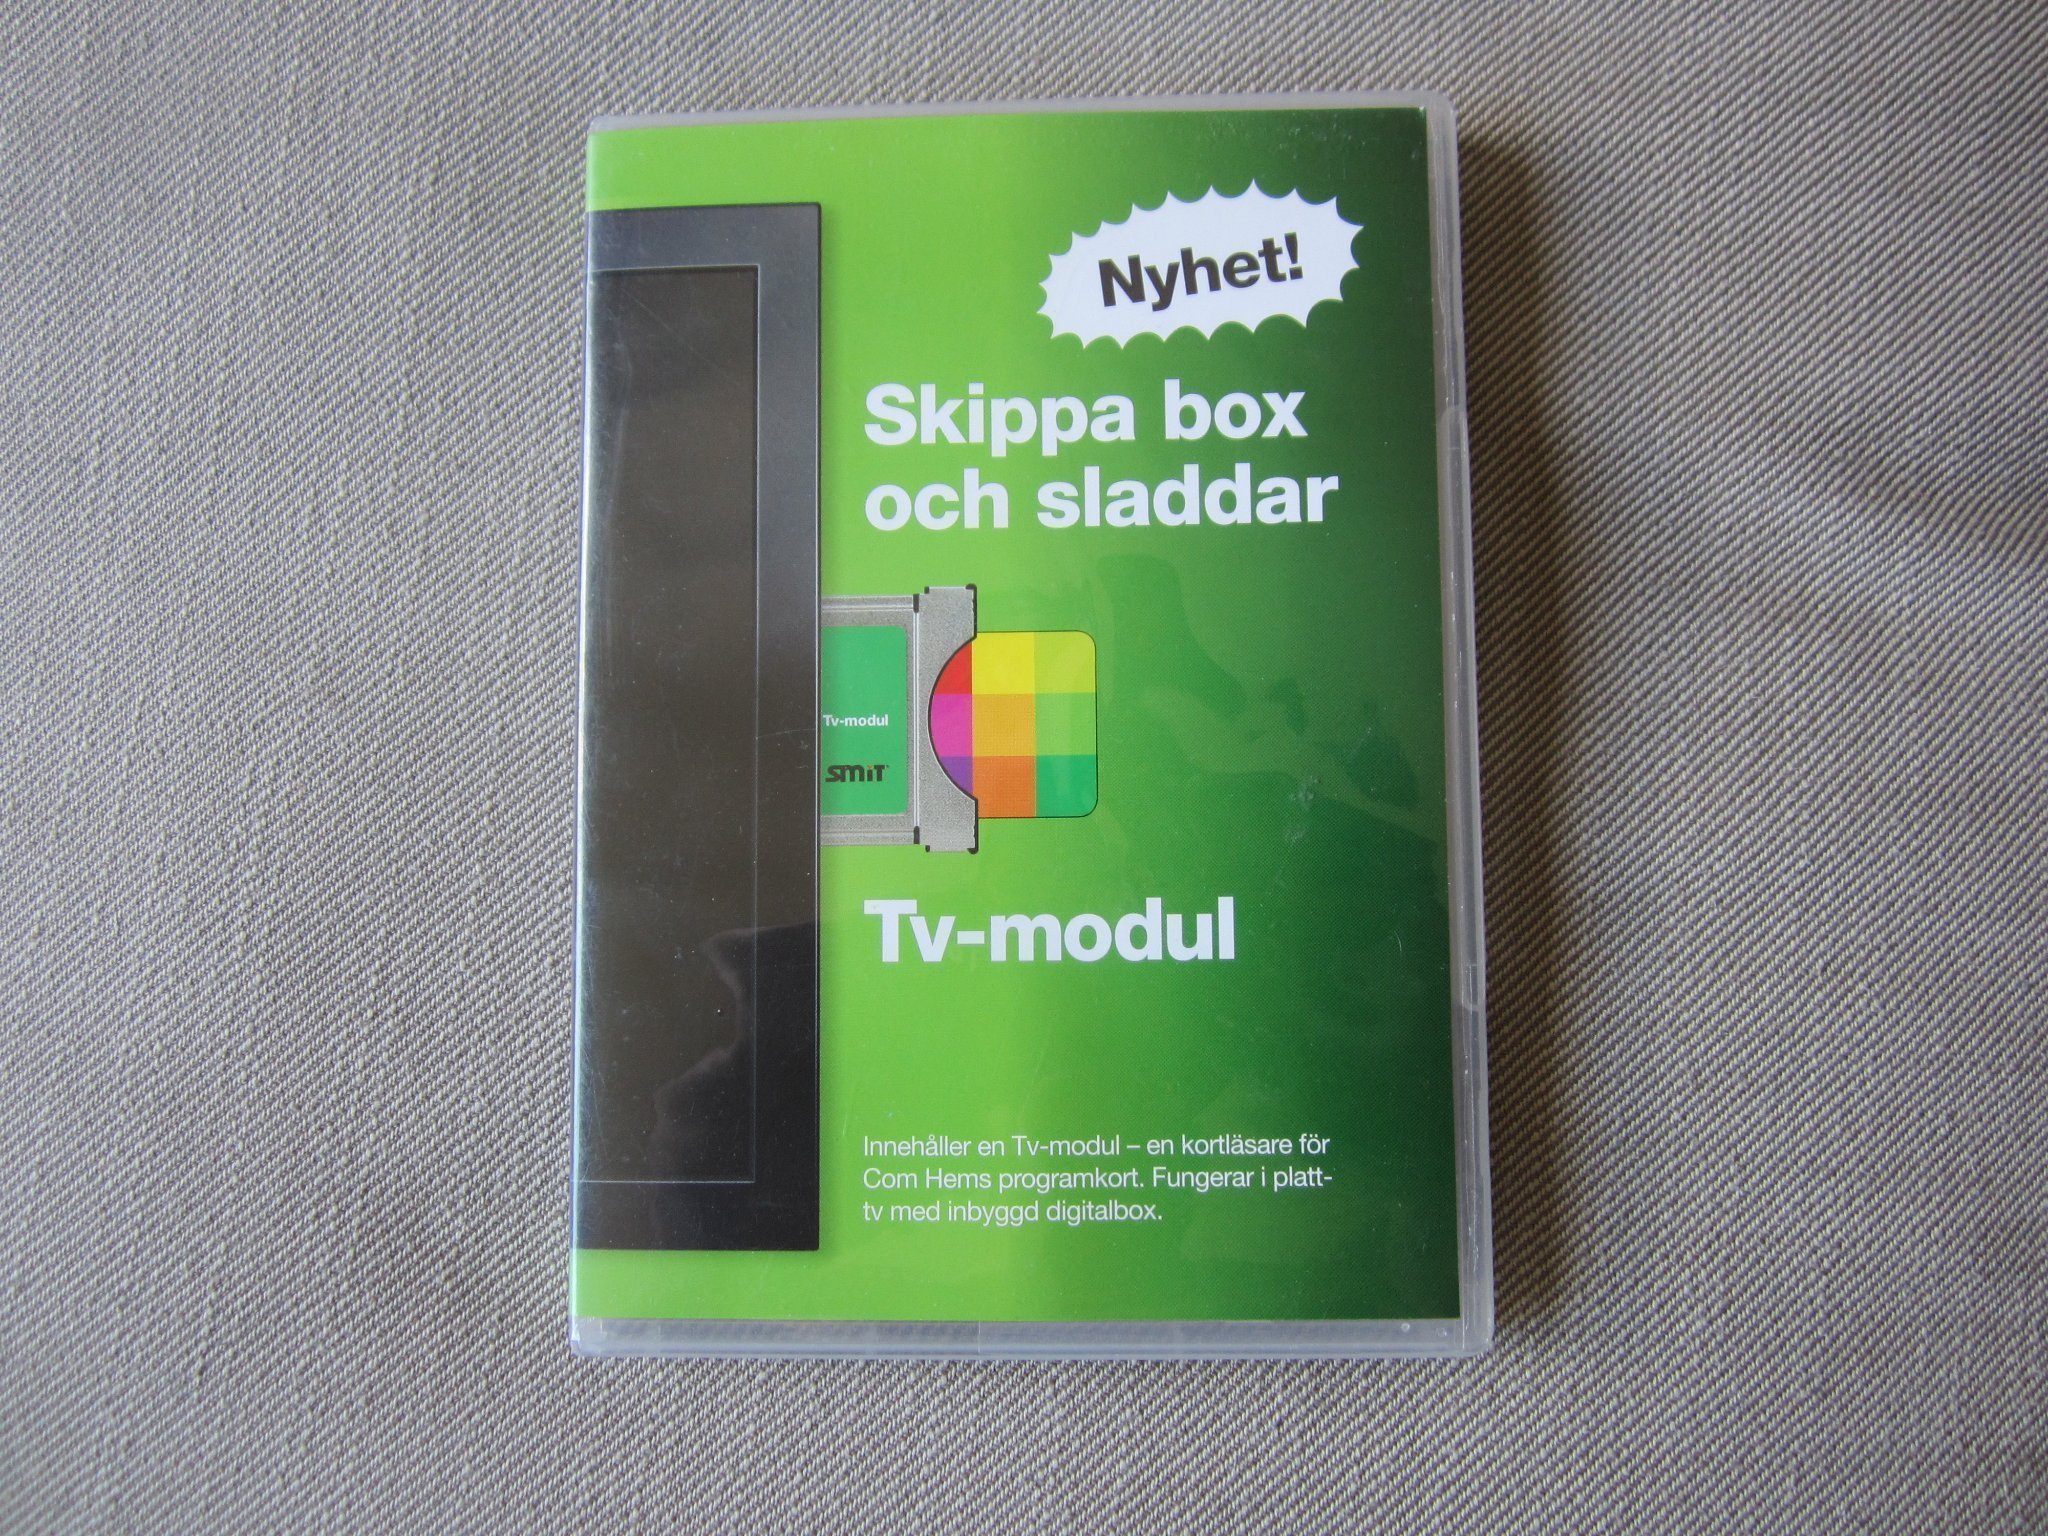 Nyhet!
Skippa box
och sladdar
Tv-modul
SMiT
Tv-modul
Innehåller en Tv-modul – en kortläsare för
Com Hems programkort. Fungerar i platt-
tv med inbyggd digitalbox.